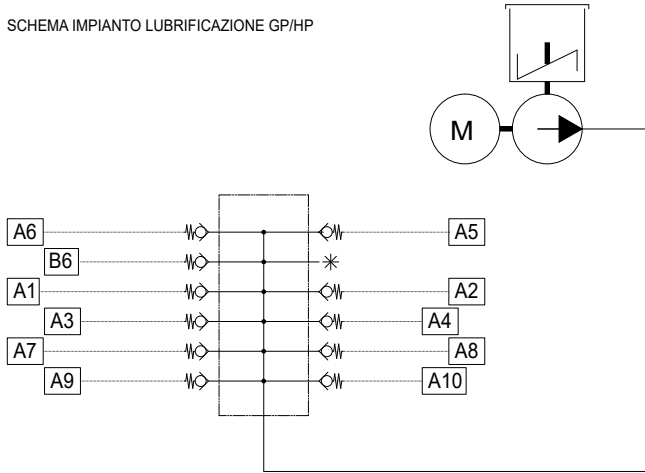 SCHEMA IMPIANTO LUBRIFICAZIONE GP/HP
M
A6 A5
B6
A1 A2
A3 A4
A7 A8
A9 A10